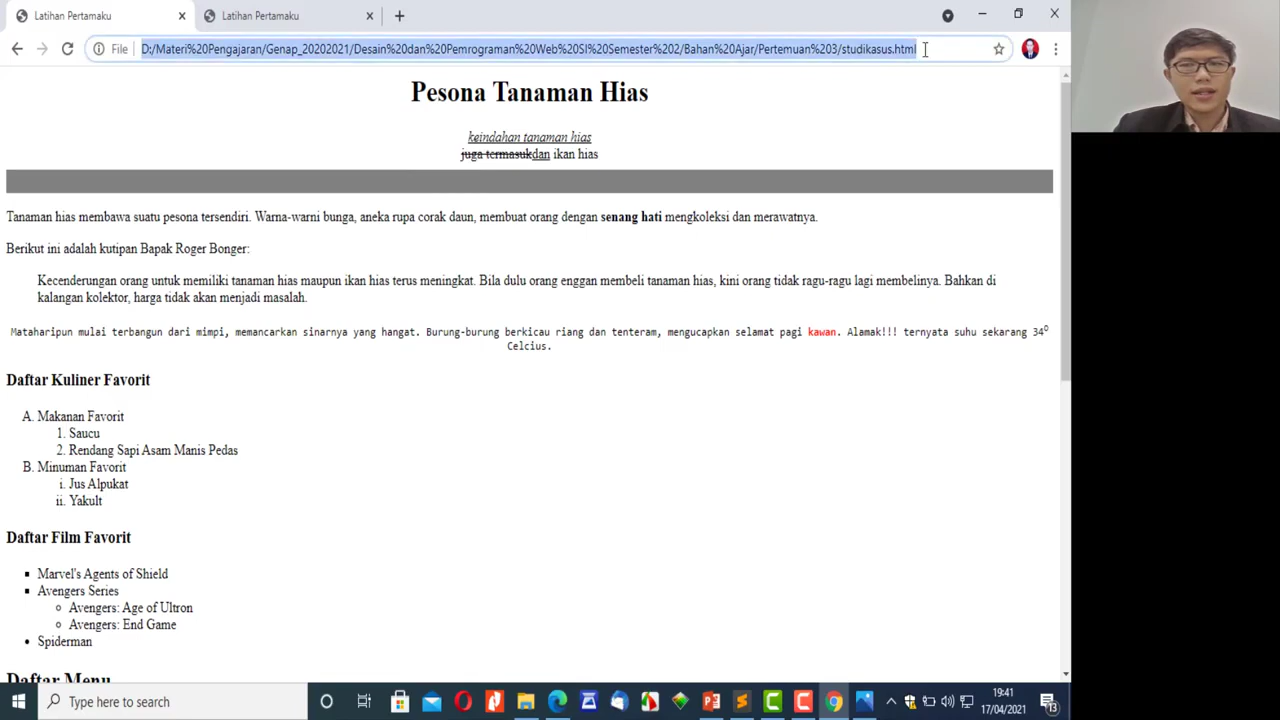 Latihan Pertamaku
Latihan Pertamaku
File D:/Materi%20Pengajaran/Genap_20202021/Desain%20dan%20Pemrograman%20Web%20SI%20Semester%202/Bahan%20Ajar/Pertemuan%203/studikasus.html
Pesona Tanaman Hias
keindahan tanaman hias
juga termasukdan ikan hias
Tanaman hias membawa suatu pesona tersendiri. Warna-warni bunga, aneka rupa corak daun, membuat orang dengan senang hati mengkoleksi dan merawatnya.
Berikut ini adalah kutipan Bapak Roger Bonger:
Kecenderungan orang untuk memiliki tanaman hias maupun ikan hias terus meningkat. Bila dulu orang enggan membeli tanaman hias, kini orang tidak ragu-ragu lagi membelinya. Bahkan di
kalangan kolektor, harga tidak akan menjadi masalah.
Mataharipun mulai terbangun dari mimpi, memancarkan sinarnya yang hangat. Burung-burung berkicau riang dan tenteram, mengucapkan selamat pagi kawan. Alamak!!! ternyata suhu sekarang 34⁰
Celcius.
Daftar Kuliner Favorit
A. Makanan Favorit
1. Saucu
2. Rendang Sapi Asam Manis Pedas
B. Minuman Favorit
i. Jus Alpukat
ii. Yakult
Daftar Film Favorit
▪ Marvel's Agents of Shield
▪ Avengers Series
◦ Avengers: Age of Ultron
◦ Avengers: End Game
• Spiderman
Daftar Menu
Type here to search
19:41
17/04/2021
13